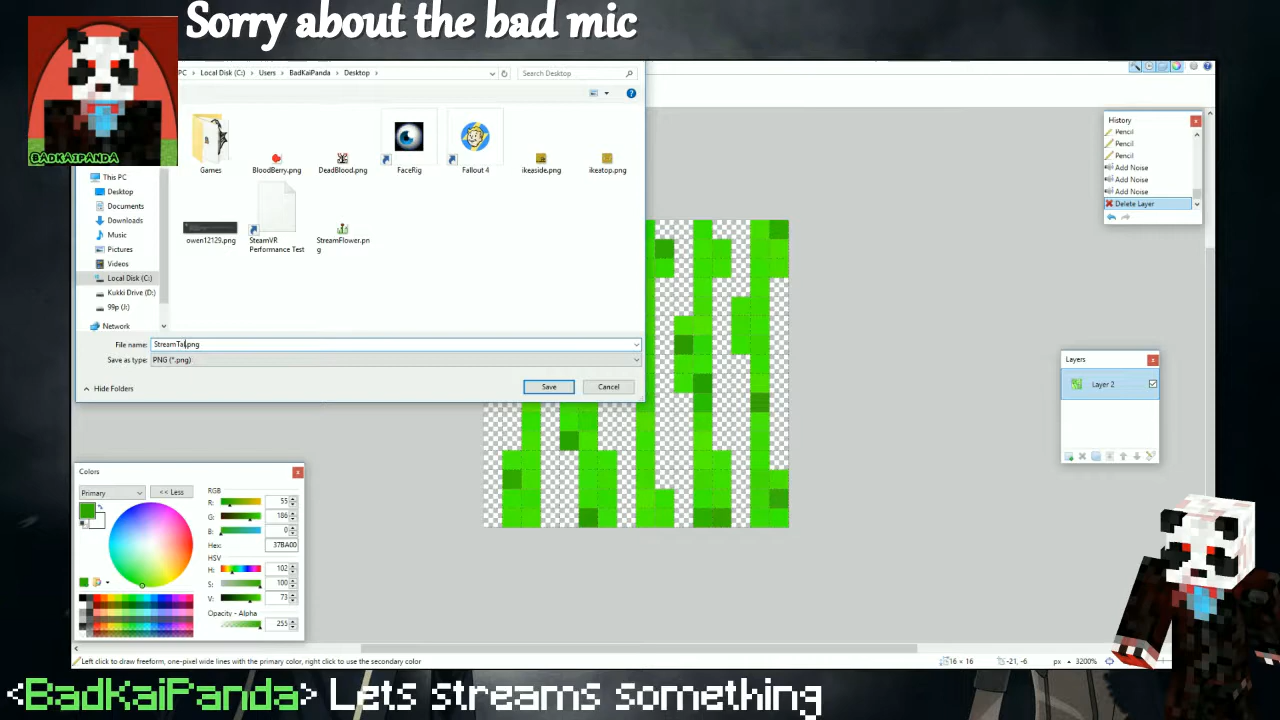 Sorry about the bad mic
BADKAIPANDA
PC > Local Disk (C:) > Users > BadKaiPanda > Desktop >
Search Desktop
Games
BloodBerry.png
DeadBlood.png
FaceRig
Fallout 4
ikeaside.png
ikeatop.png
owen12129.png
SteamVR
Performance Test
StreamFlower.pn
g
This PC
Desktop
Documents
Downloads
Music
Pictures
Videos
Local Disk (C:)
Kukki Drive (D:)
99p (J:)
Network
File name: StreamTal.png
Save as type: PNG (*.png)
Hide Folders
Save
Cancel
History
Pencil
Pencil
Pencil
Add Noise
Add Noise
Add Noise
Delete Layer
Layers
Layer 2
Colors
Primary
<< Less
RGB
R: 55
G: 186
B: 0
Hex: 37BA00
HSV
H: 102
S: 100
V: 73
Opacity - Alpha
255
Left click to draw freeform, one-pixel wide lines with the primary color, right click to use the secondary color
16 × 16
-21, -6
px
3200%
<BadKaiPanda> Lets streams something